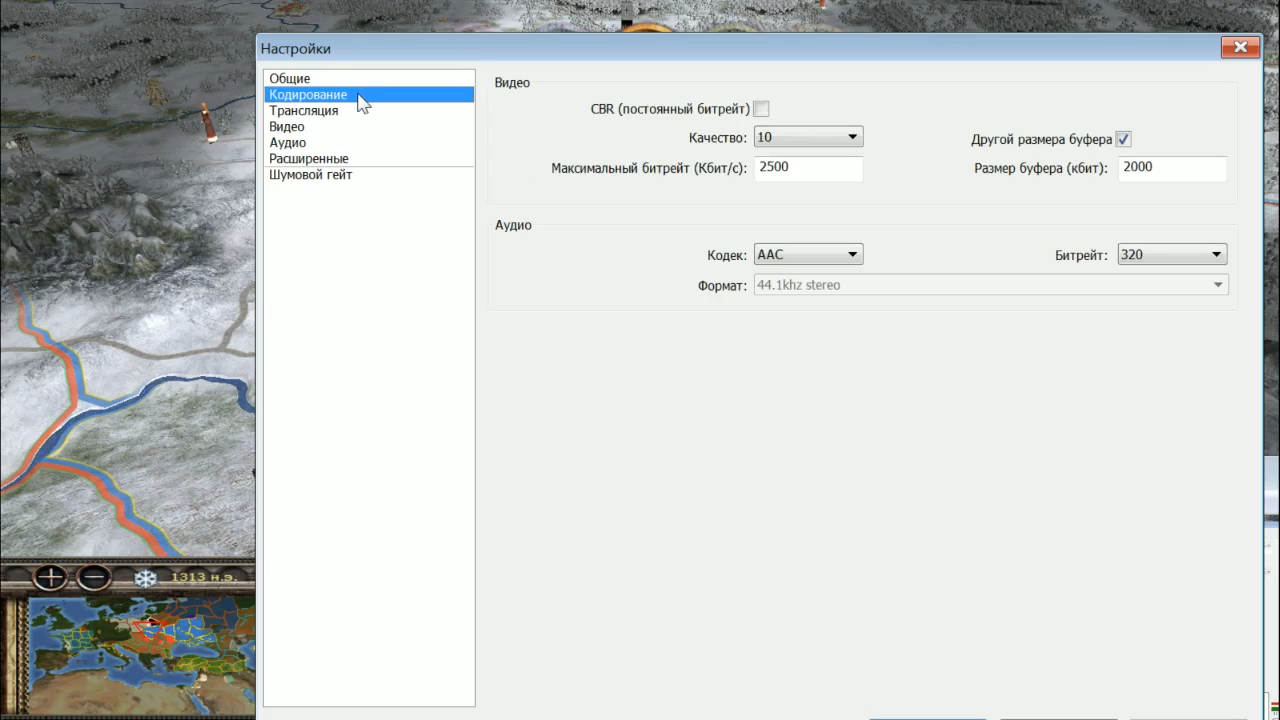 Настройки
Общие
Кодирование
Трансляция
Видео
Аудио
Расширенные
Шумовой гейт
Видео
CBR (постоянный битрейт)
Качество: 10
Другой размера буфера
Максимальный битрейт (Кбит/с): 2500
Размер буфера (кбит): 2000
Аудио
Кодек: AAC
Битрейт: 320
Формат: 44.1khz stereo
1313 н.э.